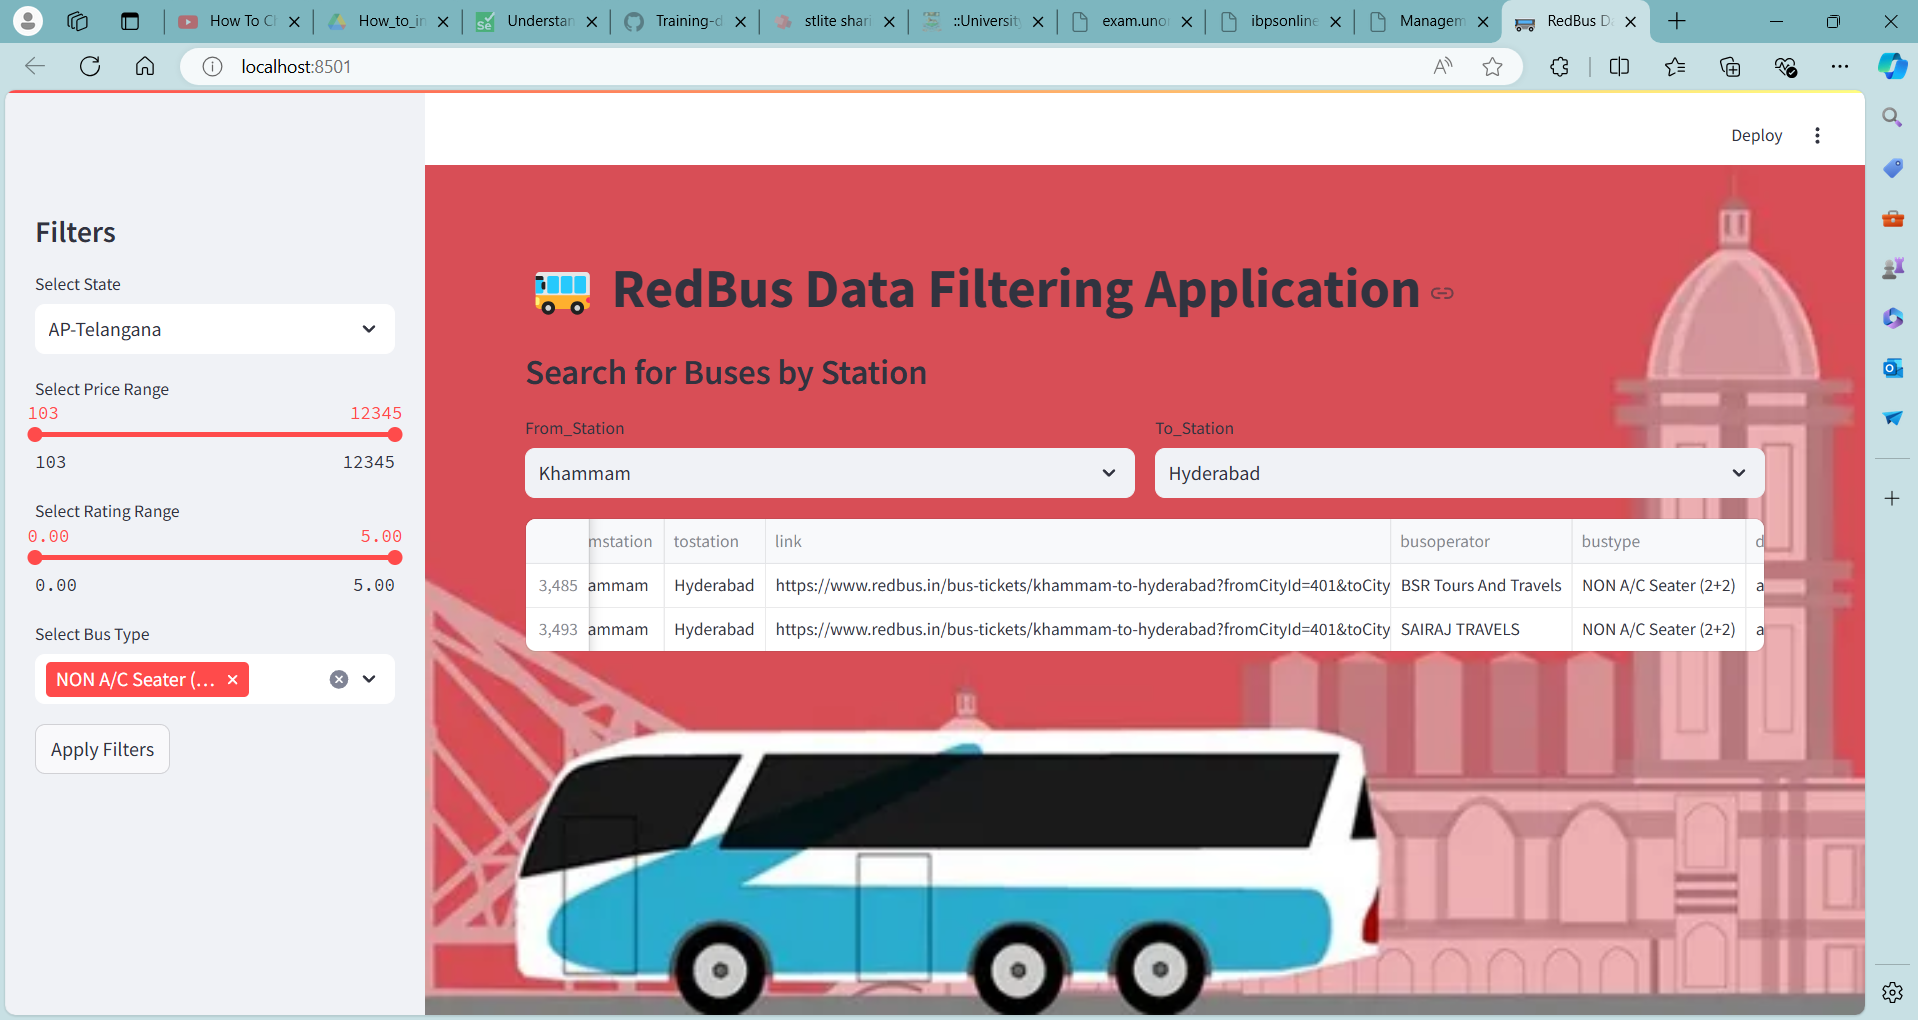 How To Cl
How_to_in
Understan
Training-d
stlite shari
::University
exam.unor
ibpsonline
Managem
RedBus Da
localhost:8501
Deploy
Filters
Select State
AP-Telangana
Select Price Range
103 12345
103 12345
Select Rating Range
0.00 5.00
0.00 5.00
Select Bus Type
NON A/C Seater (...
Apply Filters
RedBus Data Filtering Application
Search for Buses by Station
From_Station To_Station
Khammam Hyderabad
mstation tostation link busoperator bustype d
3,485 ammam Hyderabad https://www.redbus.in/bus-tickets/khammam-to-hyderabad?fromCityId=401&toCity BSR Tours And Travels NON A/C Seater (2+2) a
3,493 ammam Hyderabad https://www.redbus.in/bus-tickets/khammam-to-hyderabad?fromCityId=401&toCity SAIRAJ TRAVELS NON A/C Seater (2+2) a